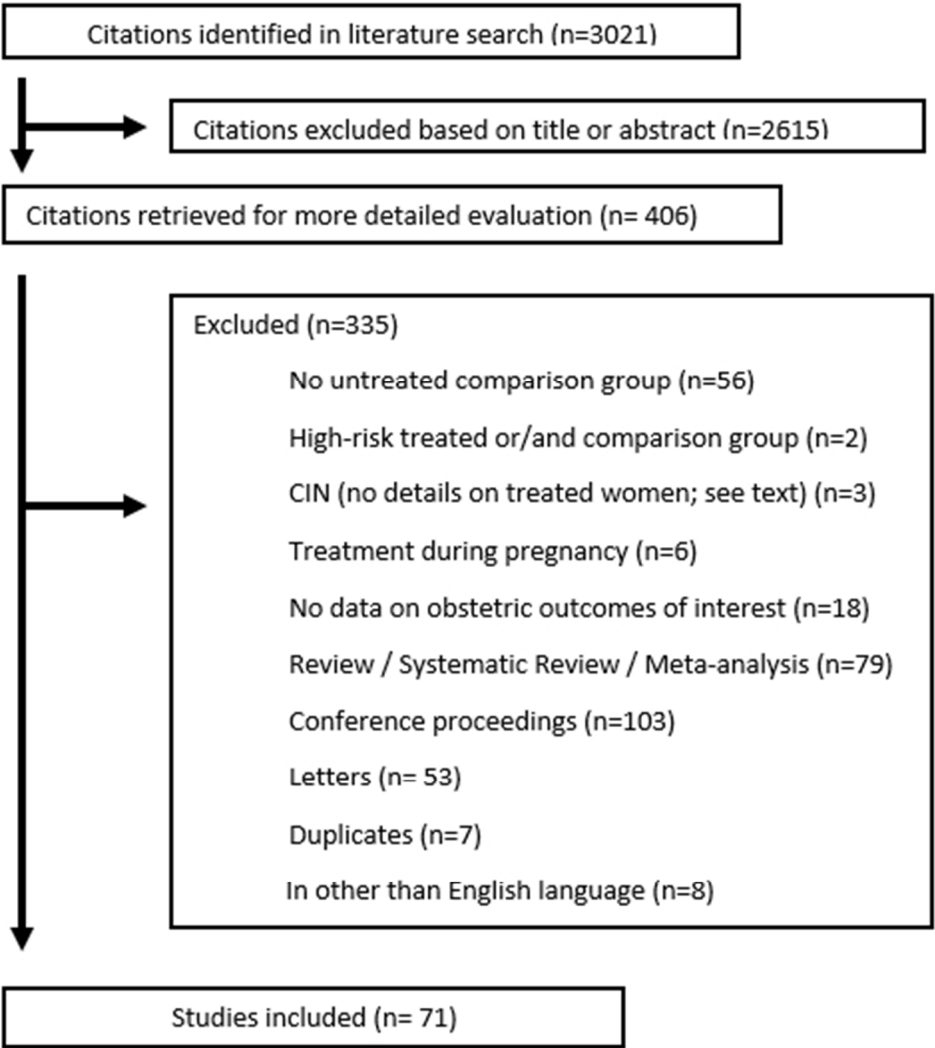 Citations identified in literature search (n=3021)
Citations excluded based on title or abstract (n=2615)
Citations retrieved for more detailed evaluation (n= 406)
Excluded (n=335)
No untreated comparison group (n=56)
High-risk treated or/and comparison group (n=2)
CIN (no details on treated women; see text) (n=3)
Treatment during pregnancy (n=6)
No data on obstetric outcomes of interest (n=18)
Review / Systematic Review / Meta-analysis (n=79)
Conference proceedings (n=103)
Letters (n= 53)
Duplicates (n=7)
In other than English language (n=8)
Studies included (n= 71)